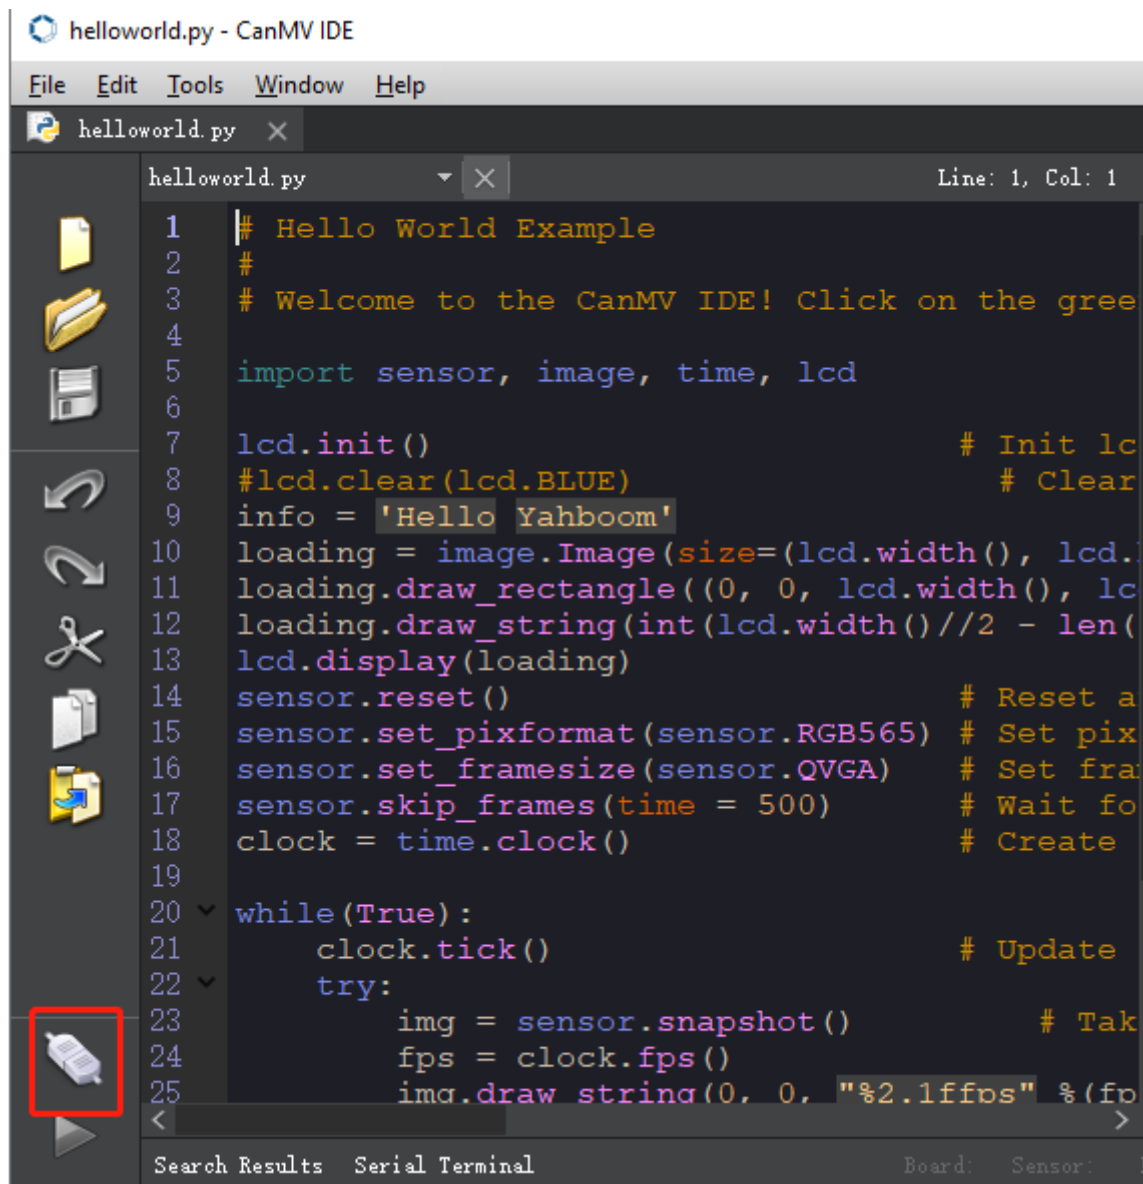 helloworld.py - CanMV IDE
File Edit Tools Window Help
helloworld.py
helloworld.py Line: 1, Col: 1
1 # Hello World Example
2 #
3 # Welcome to the CanMV IDE! Click on the gree
4
5 import sensor, image, time, lcd
6
7 lcd.init() # Init lc
8 #lcd.clear(lcd.BLUE) # Clear
9 info = 'Hello Yahboom'
10 loading = image.Image(size=(lcd.width(), lcd.
11 loading.draw_rectangle((0, 0, lcd.width(), lc
12 loading.draw_string(int(lcd.width()//2 - len(
13 lcd.display(loading)
14 sensor.reset() # Reset a
15 sensor.set_pixformat(sensor.RGB565) # Set pix
16 sensor.set_framesize(sensor.QVGA) # Set fra
17 sensor.skip_frames(time = 500) # Wait fo
18 clock = time.clock() # Create
19
20 while(True):
21 clock.tick() # Update
22 try:
23 img = sensor.snapshot() # Tak
24 fps = clock.fps()
25 img.draw_string(0, 0, "%2.1ffps" %(fp
Search Results Serial Terminal Board: Sensor: